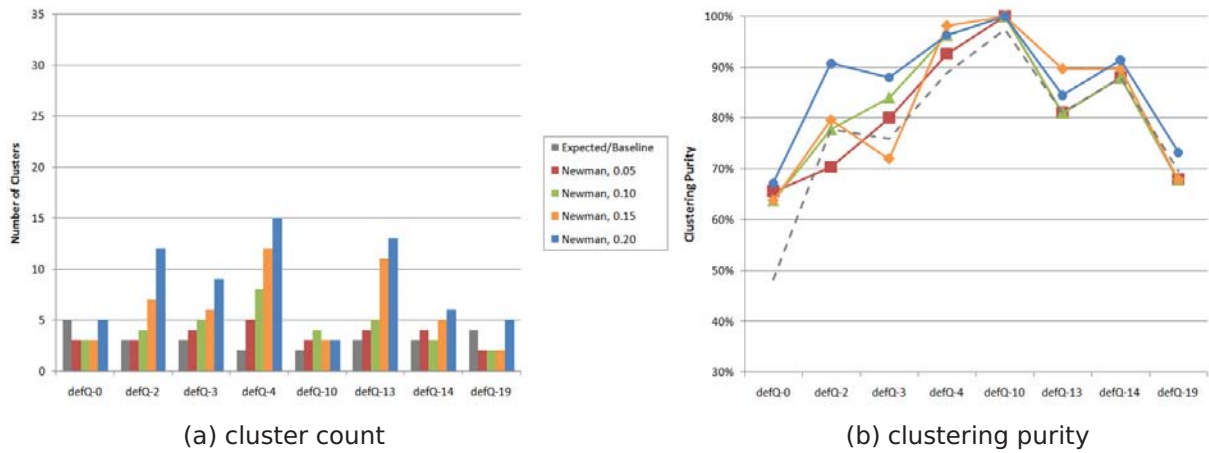 35
30
25
20
15
10
5
0
Number of Clusters
defQ-0 defQ-2 defQ-3 defQ-4 defQ-10 defQ-13 defQ-14 defQ-19
(a) cluster count
Expected/Baseline
Newman, 0.05
Newman, 0.10
Newman, 0.15
Newman, 0.20
100%
90%
80%
70%
60%
50%
40%
30%
Clustering Purity
defQ-0 defQ-2 defQ-3 defQ-4 defQ-10 defQ-13 defQ-14 defQ-19
(b) clustering purity